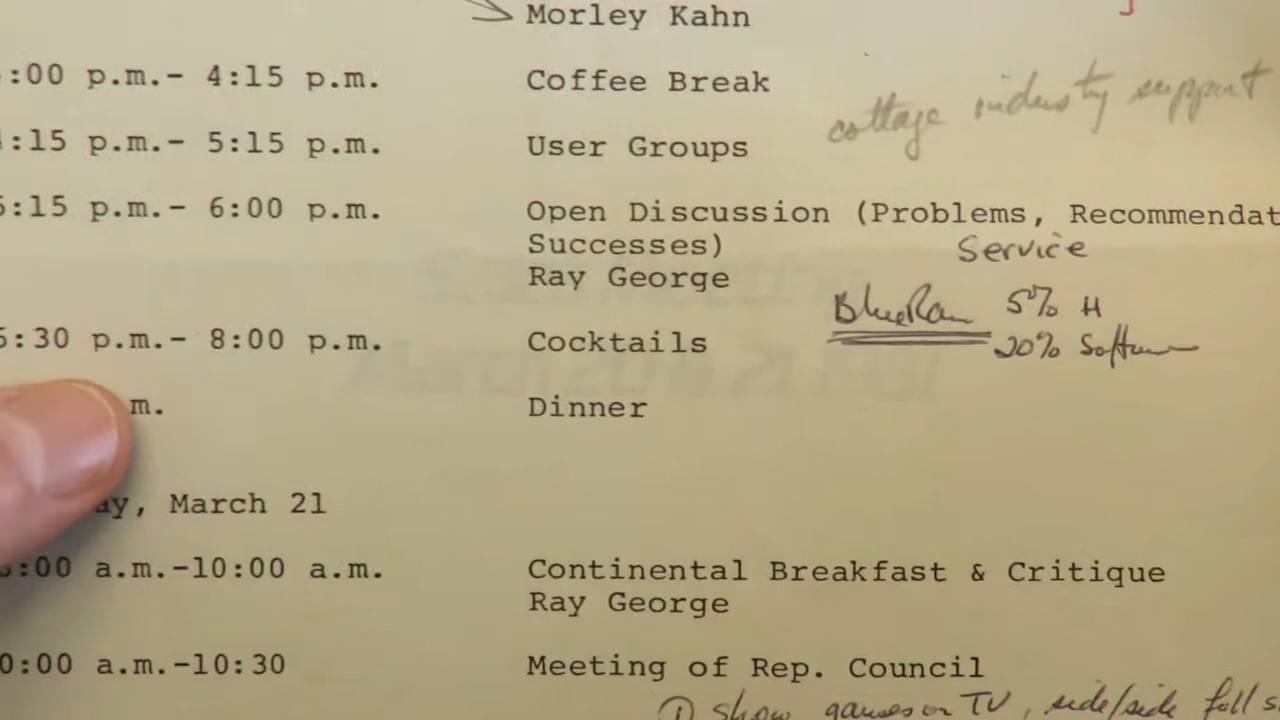 Morley Kahn
:00 p.m.- 4:15 p.m. Coffee Break
cottage industry support
:15 p.m.- 5:15 p.m. User Groups
5:15 p.m.- 6:00 p.m. Open Discussion (Problems, Recommendat
Successes) Service
Ray George
BlueRam 5% H
6:30 p.m.- 8:00 p.m. Cocktails 20% Software
m. Dinner
ay, March 21
:00 a.m.-10:00 a.m. Continental Breakfast & Critique
Ray George
0:00 a.m.-10:30 Meeting of Rep. Council
① show games on TV, side/side full s